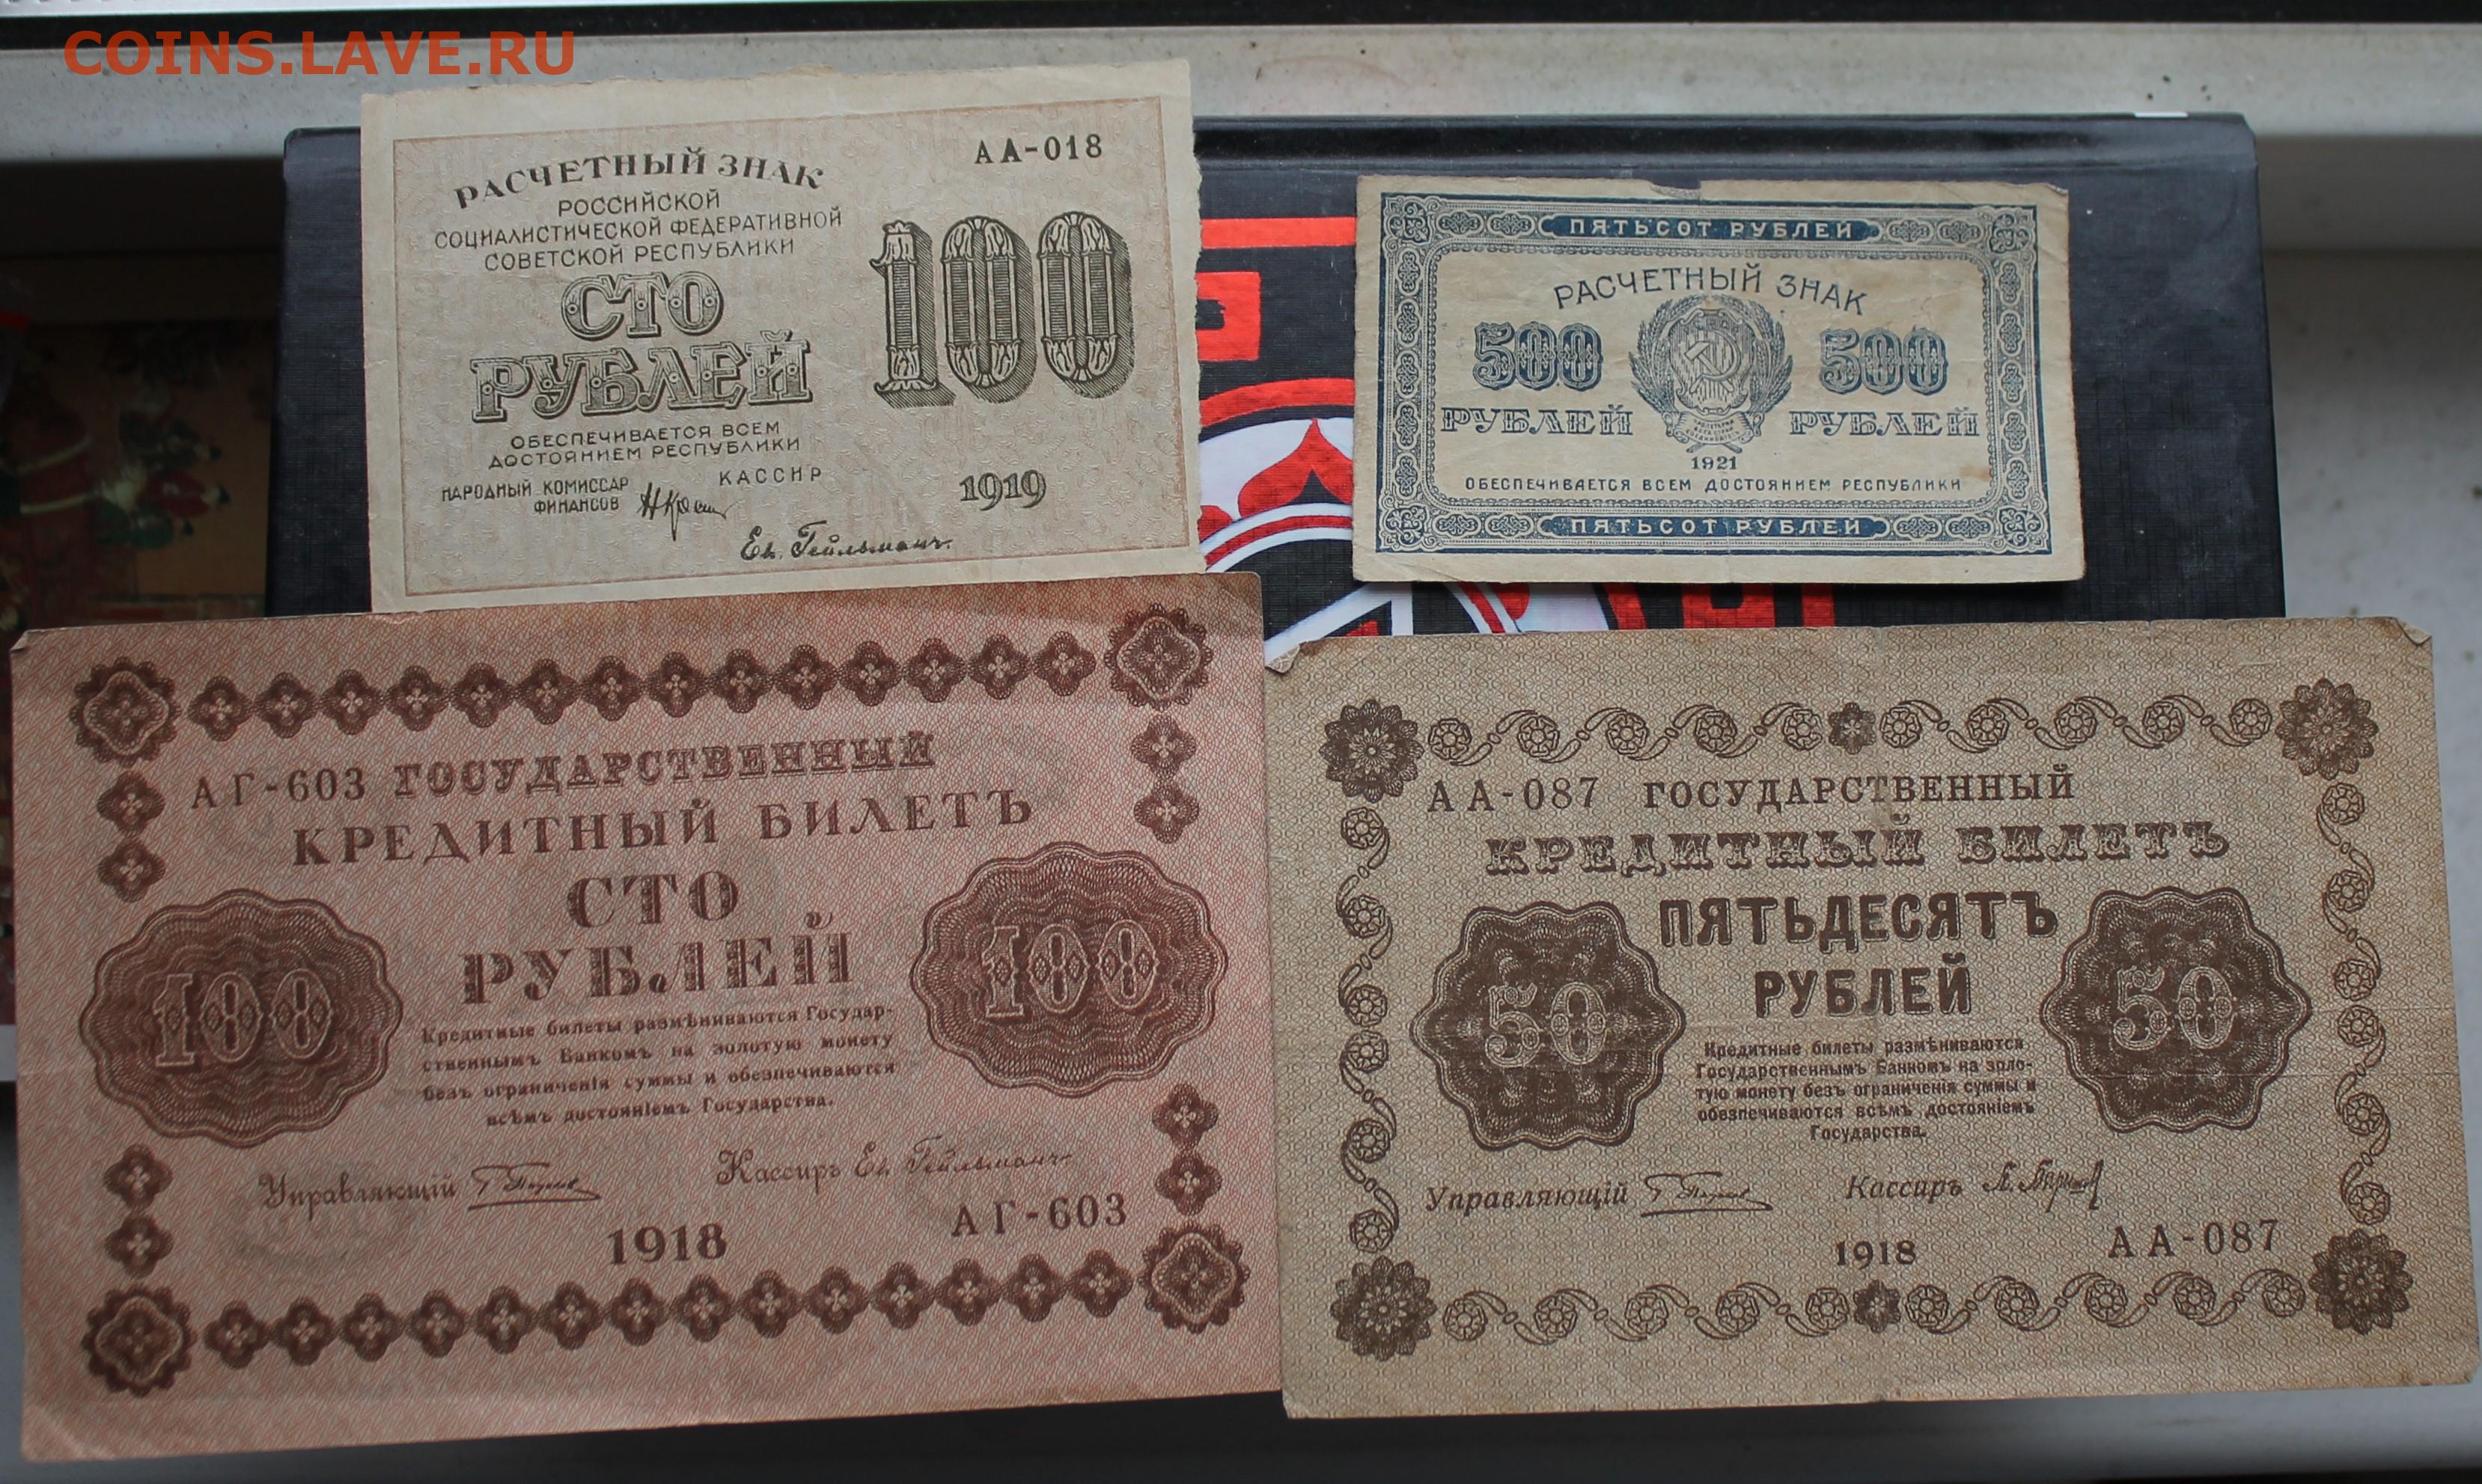 COINS.LAVE.RU
РАСЧЕТНЫЙ ЗНАК
АА-018
РОССИЙСКОЙ
СОЦИАЛИСТИЧЕСКОЙ ФЕДЕРАТИВНОЙ
СОВЕТСКОЙ РЕСПУБЛИКИ
СТО
РУБЛЕЙ
100
ОБЕСПЕЧИВАЕТСЯ ВСЕМ
ДОСТОЯНИЕМ РЕСПУБЛИКИ
НАРОДНЫЙ КОМИССАР
ФИНАНСОВ
КАССИР
1919
Ев. Гейльманъ
ПЯТЬСОТ РУБЛЕЙ
РАСЧЕТНЫЙ ЗНАК
500 500
РУБЛЕЙ РУБЛЕЙ
1921
ОБЕСПЕЧИВАЕТСЯ ВСЕМ ДОСТОЯНИЕМ РЕСПУБЛИКИ
ПЯТЬСОТ РУБЛЕЙ
АГ-603 ГОСУДАРСТВЕННЫЙ
КРЕДИТНЫЙ БИЛЕТЪ
СТО
РУБЛЕЙ
100 100
Кредитные билеты размѣниваются Государ-
ственнымъ Банкомъ на золотую монету
безъ ограниченія суммы и обезпечиваются
всѣмъ достояніемъ Государства.
Управляющій
Кассиръ Ев. Гейльманъ
1918
АГ-603
АА-087 ГОСУДАРСТВЕННЫЙ
КРЕДИТНЫЙ БИЛЕТЪ
ПЯТЬДЕСЯТЪ
РУБЛЕЙ
50 50
Кредитные билеты размѣниваются
Государственнымъ Банкомъ на золо-
тую монету безъ ограниченія суммы и
обезпечиваются всѣмъ достояніемъ
Государства.
Управляющій
Кассиръ
1918
АА-087